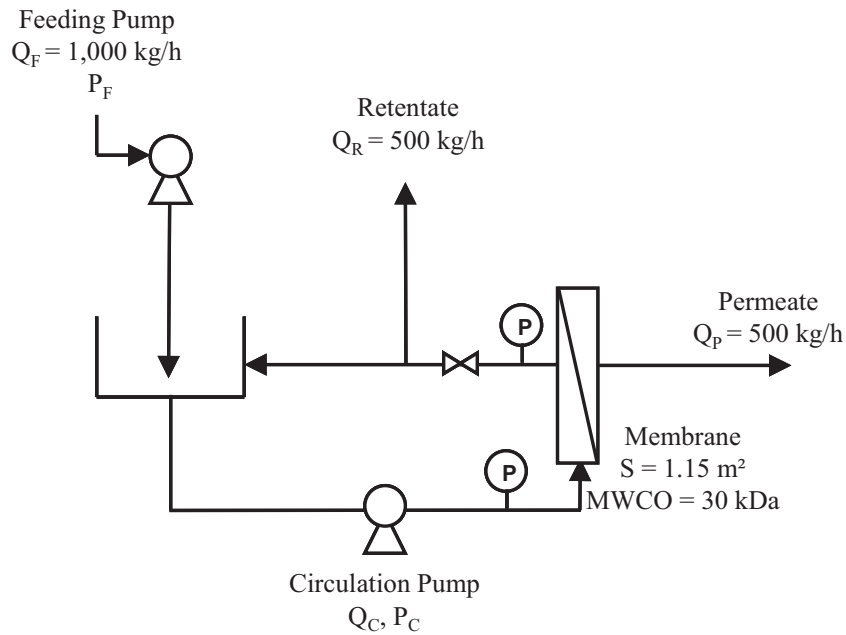 Feeding Pump
Q_F = 1,000 kg/h
P_F
Retentate
Q_R = 500 kg/h
P
Permeate
Q_P = 500 kg/h
Membrane
S = 1.15 m²
MWCO = 30 kDa
P
Circulation Pump
Q_C, P_C